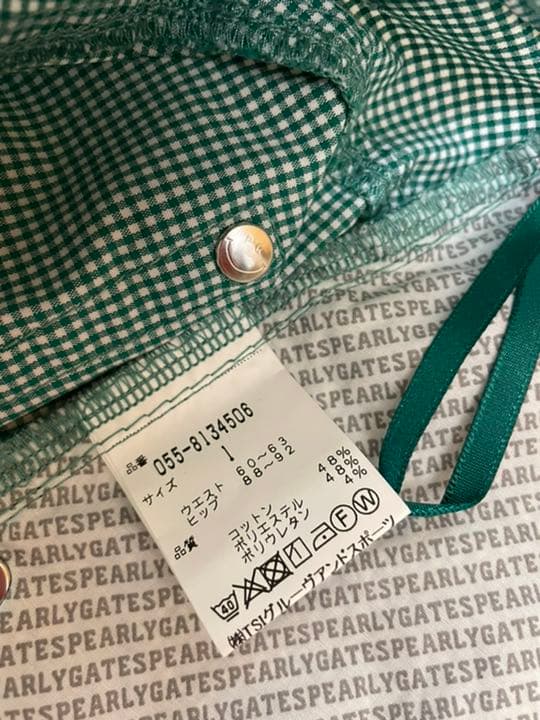 品番 055-8134506
サイズ 1
ウエスト 60～63
ヒップ 88～92
品質 コットン 48%
ポリエステル 48%
ポリウレタン 4%
40 F W
㈱TSIグルーヴアンドスポーツ
GATESPEARLYGATES
PEARLYGATESPEARLYGATES